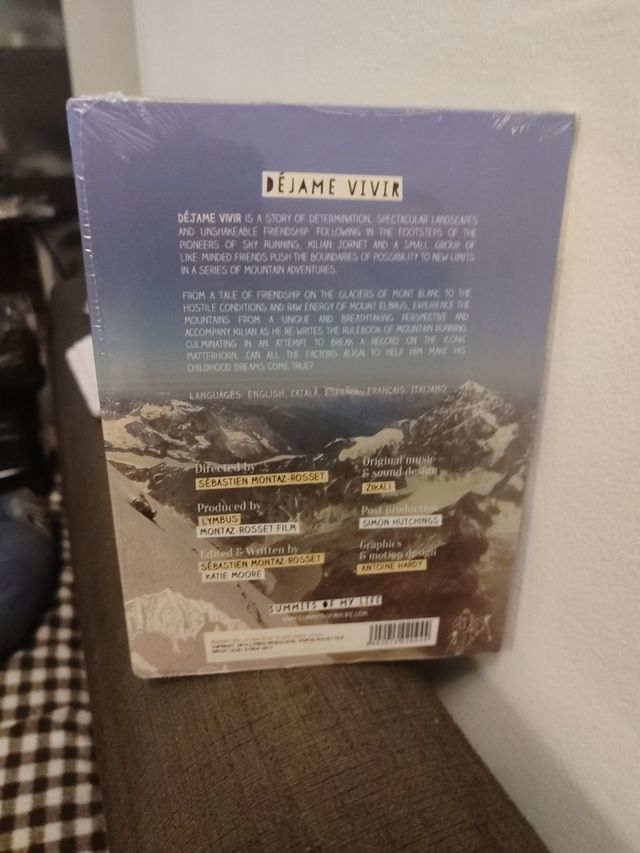 DÉJAME VIVIR
DÉJAME VIVIR IS A STORY OF DETERMINATION, SPECTACULAR LANDSCAPES
AND UNSHAKEABLE FRIENDSHIP. FOLLOWING IN THE FOOTSTEPS OF THE
PIONEERS OF SKY RUNNING, KILIAN JORNET AND A SMALL GROUP OF
LIKE-MINDED FRIENDS PUSH THE BOUNDARIES OF POSSIBILITY TO NEW LIMITS
IN A SERIES OF MOUNTAIN ADVENTURES.
FROM A TALE OF FRIENDSHIP ON THE GLACIERS OF MONT BLANC TO THE
HOSTILE CONDITIONS AND RAW ENERGY OF MOUNT ELBRUS, EXPERIENCE THE
MOUNTAINS FROM A UNIQUE AND BREATHTAKING PERSPECTIVE AND
ACCOMPANY KILIAN AS HE RE-WRITES THE RULEBOOK OF MOUNTAIN RUNNING
CULMINATING IN AN ATTEMPT TO BREAK A RECORD ON THE ICONIC
MATTERHORN, CAN ALL THE FACTORS ALIGN TO HELP HIM MAKE HIS
CHILDHOOD DREAMS COME TRUE?
LANGUAGES: ENGLISH, CATALÀ, ESPAÑOL, FRANÇAIS, ITALIANO
Directed by
SÉBASTIEN MONTAZ-ROSSET
Produced by
LYMBUS
MONTAZ-ROSSET FILM
Edited & Written by
SÉBASTIEN MONTAZ-ROSSET
KATIE MOORE
Original music
& sound design
ZIKALI
Post production
SIMON HUTCHINGS
Graphics
& motion design
ANTOINE HARDY
SUMMITS OF MY LIFE
WWW.SUMMITSOFMYLIFE.COM